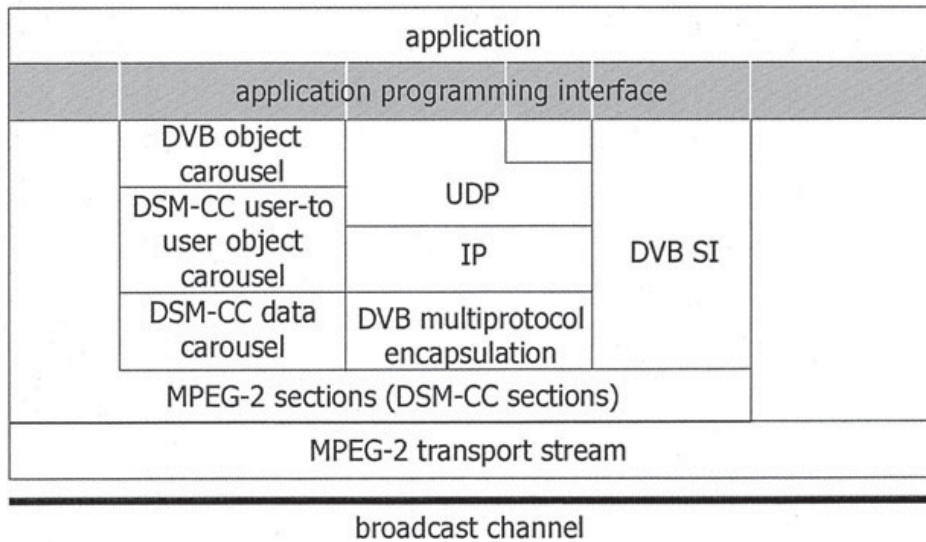 application
application programming interface
DVB object
carousel
DSM-CC user-to
user object
carousel
DSM-CC data
carousel
UDP
IP
DVB multiprotocol
encapsulation
DVB SI
MPEG-2 sections (DSM-CC sections)
MPEG-2 transport stream
broadcast channel